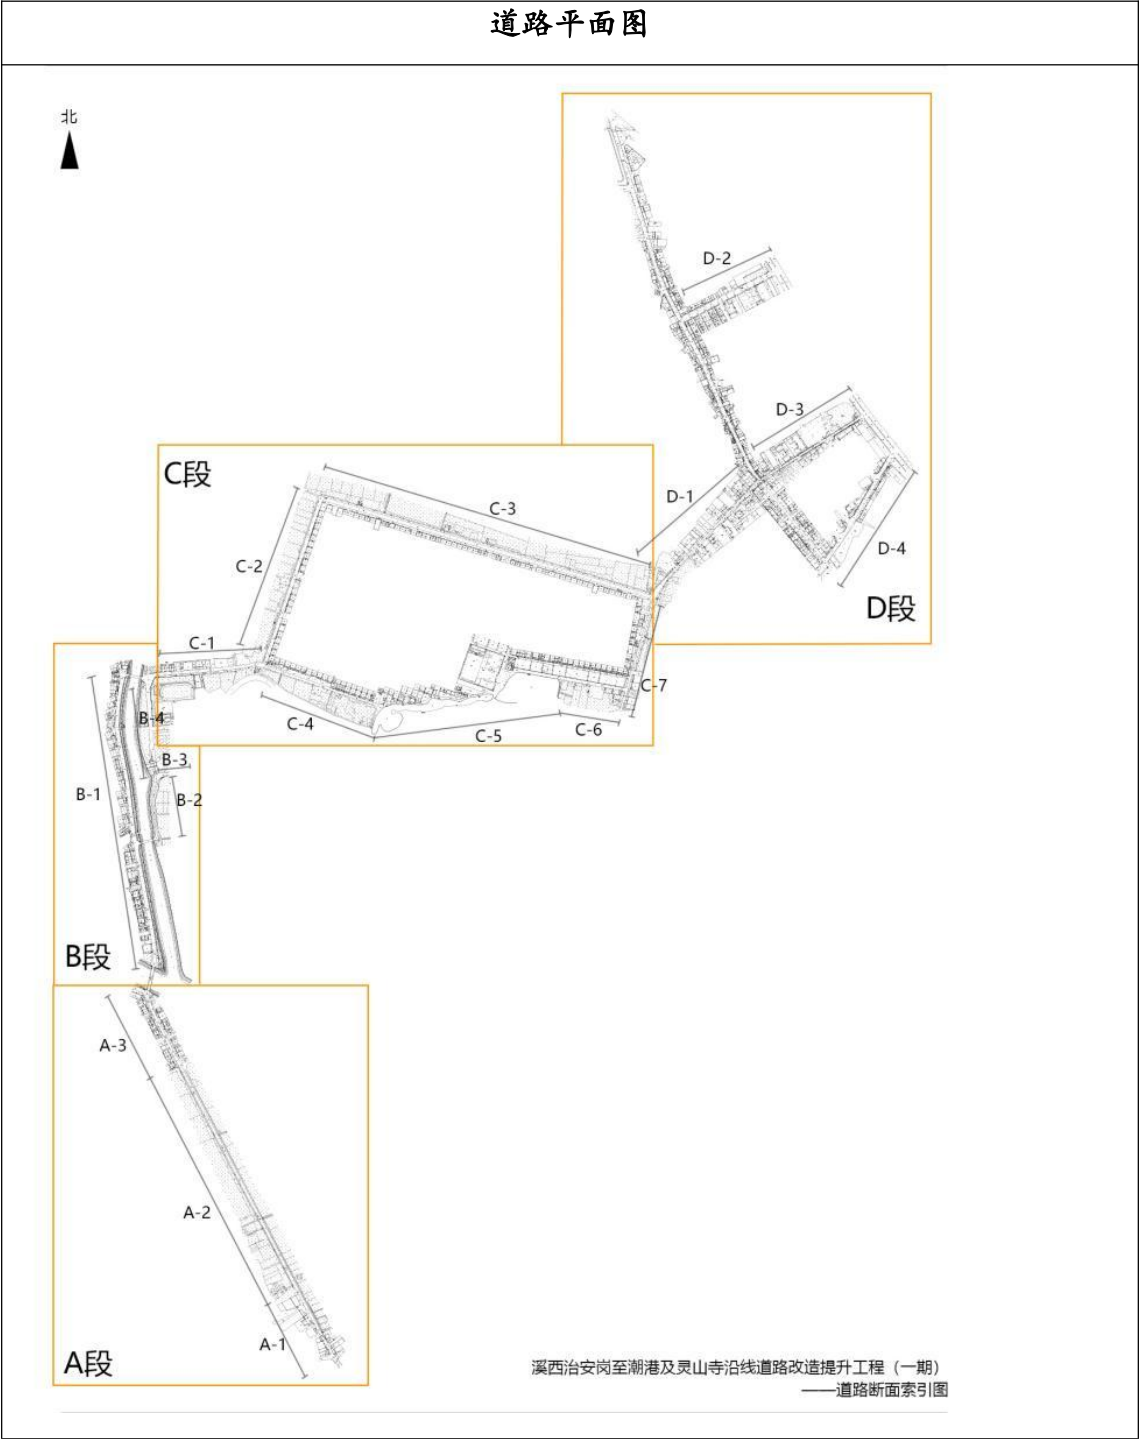 道路平面图
北
D-2
D-3
C段
D-1
C-3
C-2
D-4
D段
C-1
C-7
B-4
C-4
C-5
C-6
B-3
B-1
B-2
B段
A-3
A-2
A-1
A段
溪西治安岗至潮港及灵山寺沿线道路改造提升工程（一期）
——道路断面索引图